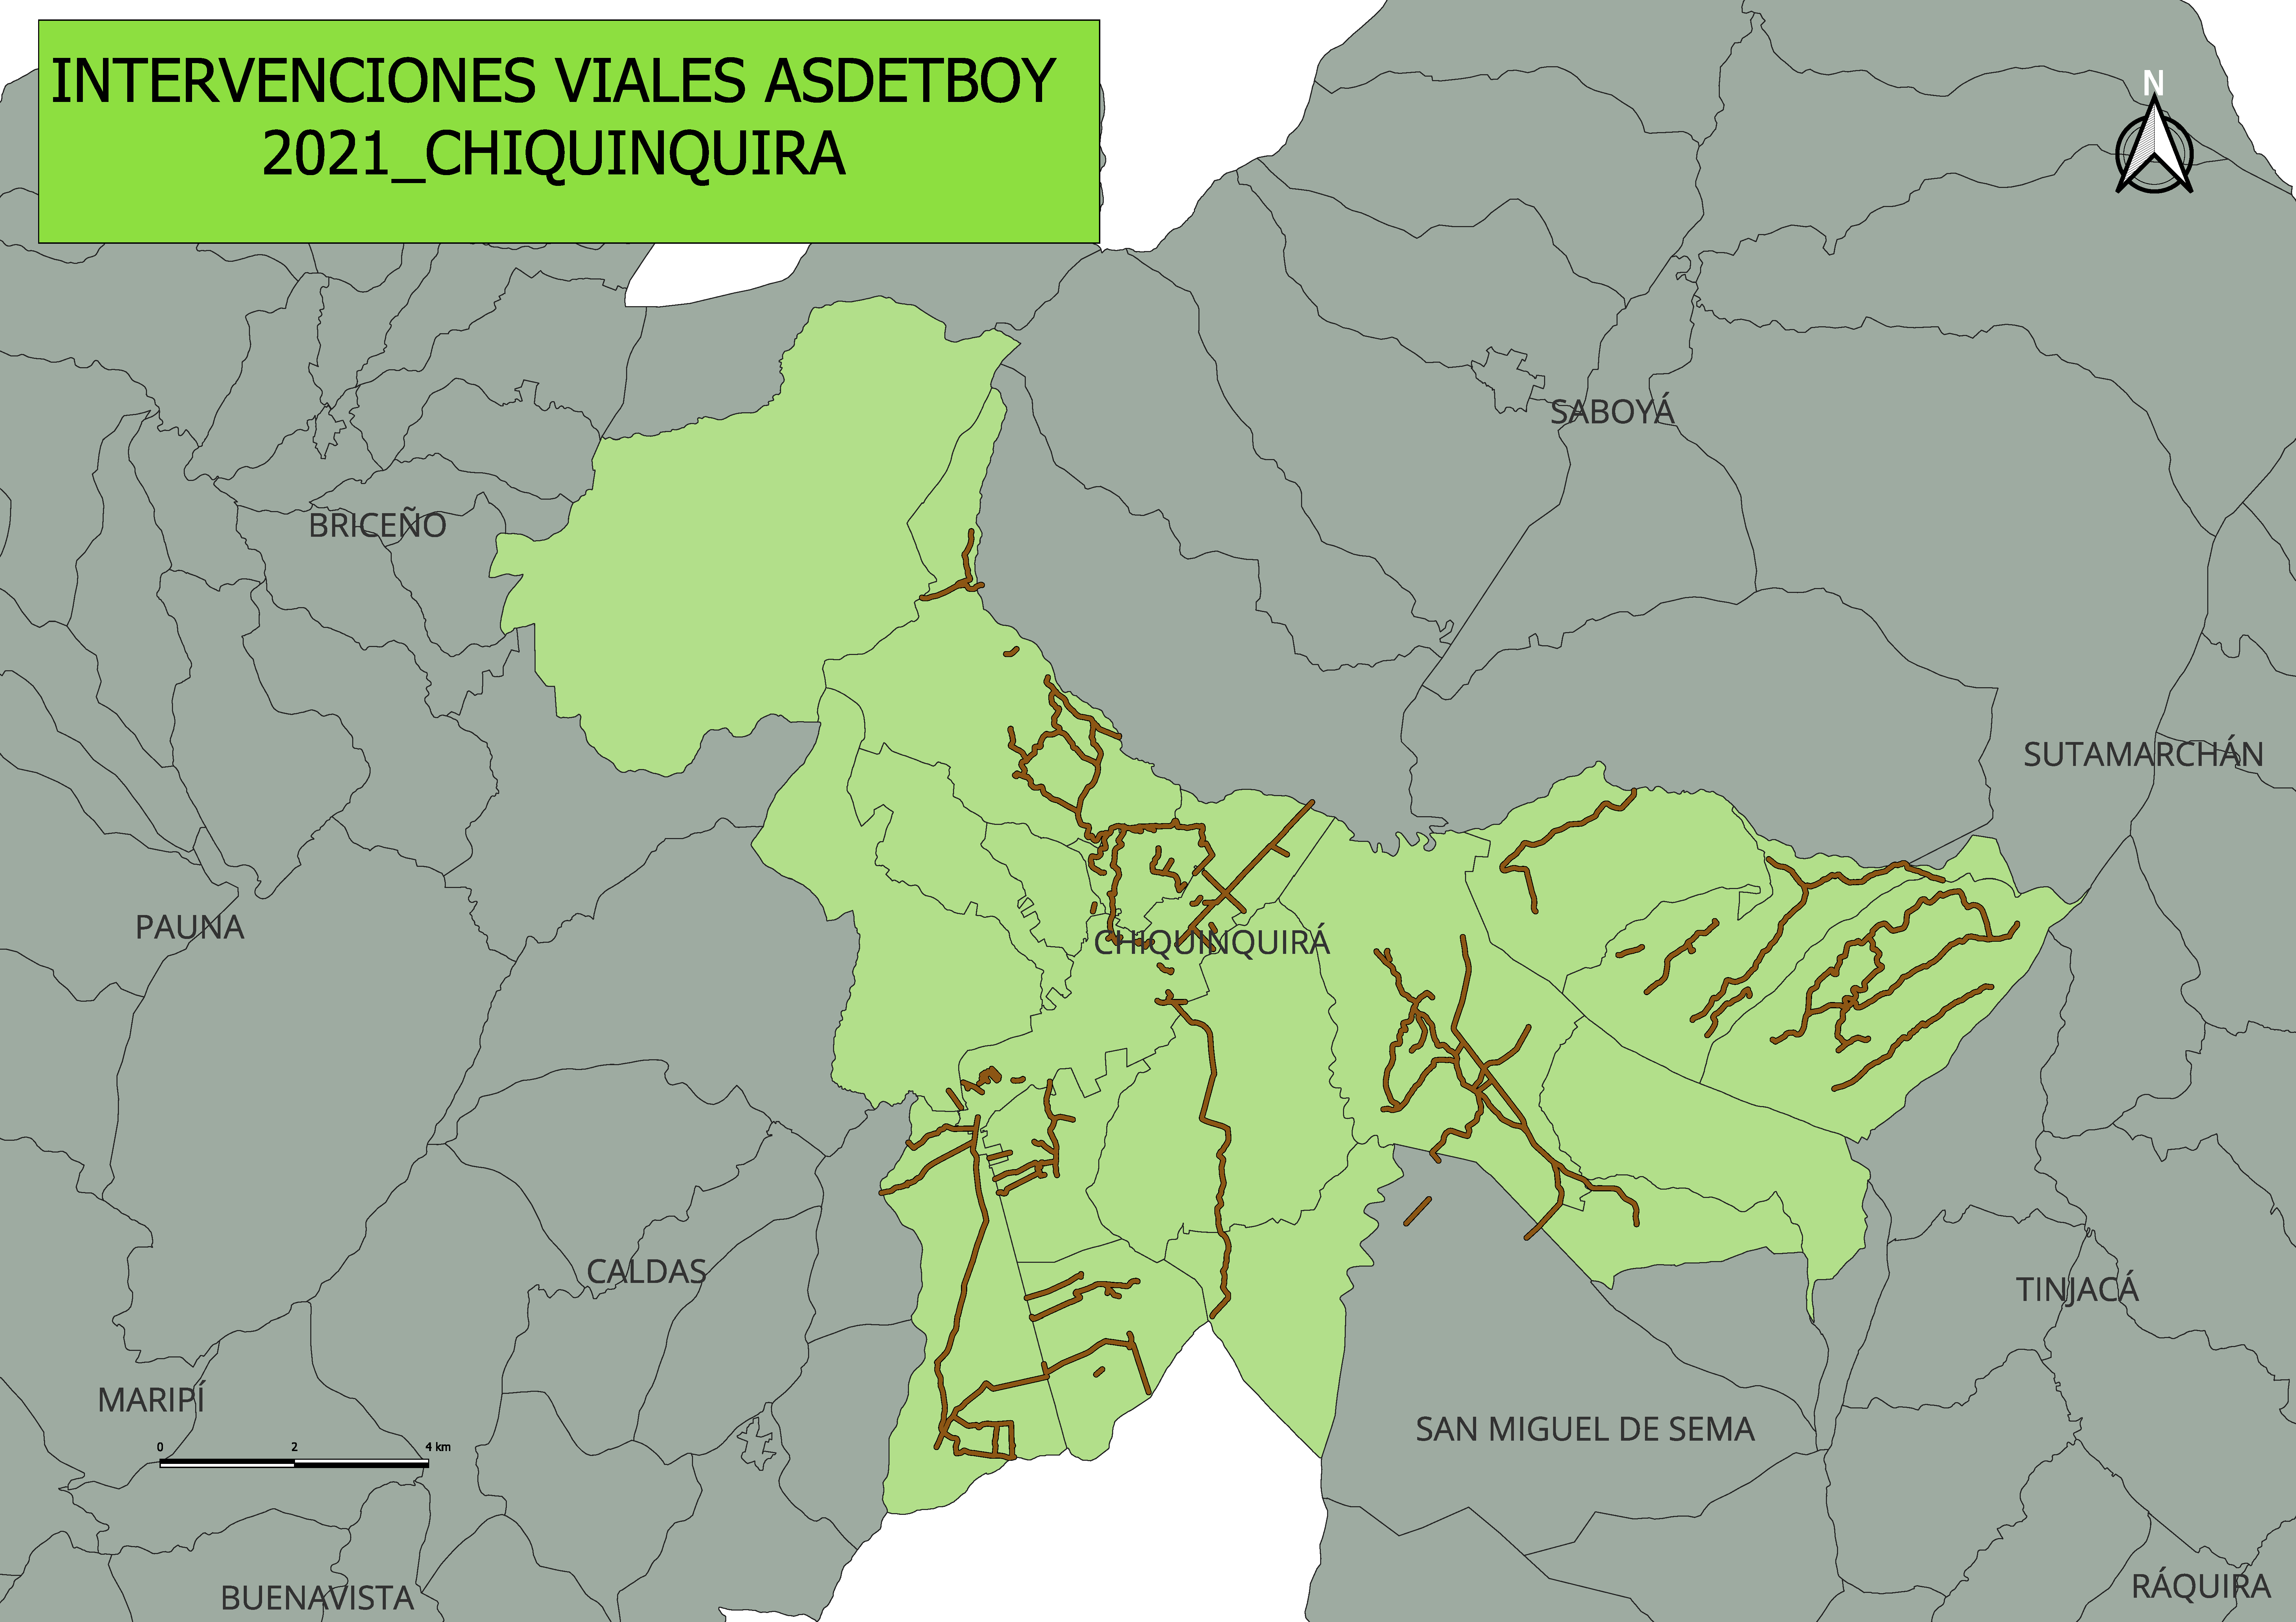 INTERVENCIONES VIALES ASDETBOY
2021_CHIQUINQUIRA
N
SABOYÁ
BRICEÑO
SUTAMARCHÁN
PAUNA
CHIQUINQUIRÁ
CALDAS
TINJACÁ
MARIPÍ
SAN MIGUEL DE SEMA
0 2 4 km
RÁQUIRA
BUENAVISTA